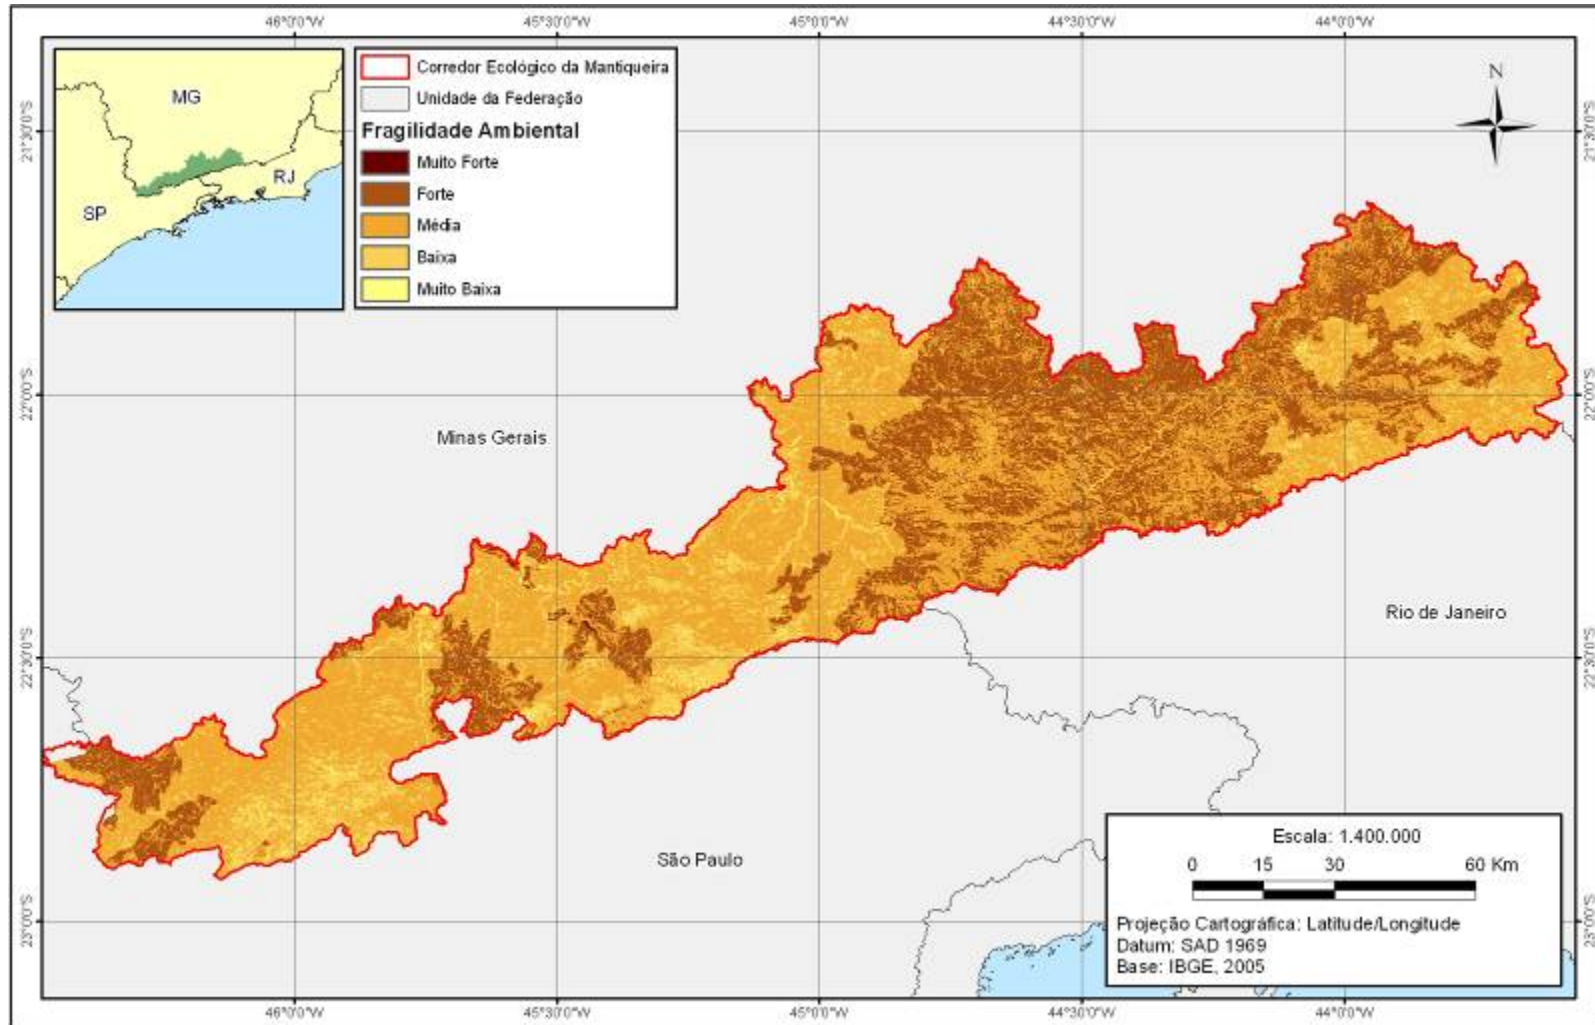 46°0'0"W 45°30'0"W 45°0'0"W 44°30'0"W 44°0'0"W
MG
RJ
SP
Corredor Ecológico da Mantiqueira
Unidade da Federação
Fragilidade Ambiental
Muito Forte
Forte
Média
Baixa
Muito Baixa
N
21°30'0"S 21°30'0"S
22°0'0"S 22°0'0"S
Minas Gerais
Rio de Janeiro
22°30'0"S 22°30'0"S
São Paulo
23°0'0"S 23°0'0"S
Escala: 1.400.000
0 15 30 60 Km
Projeção Cartográfica: Latitude/Longitude
Datum: SAD 1969
Base: IBGE, 2005
46°0'0"W 45°30'0"W 45°0'0"W 44°30'0"W 44°0'0"W